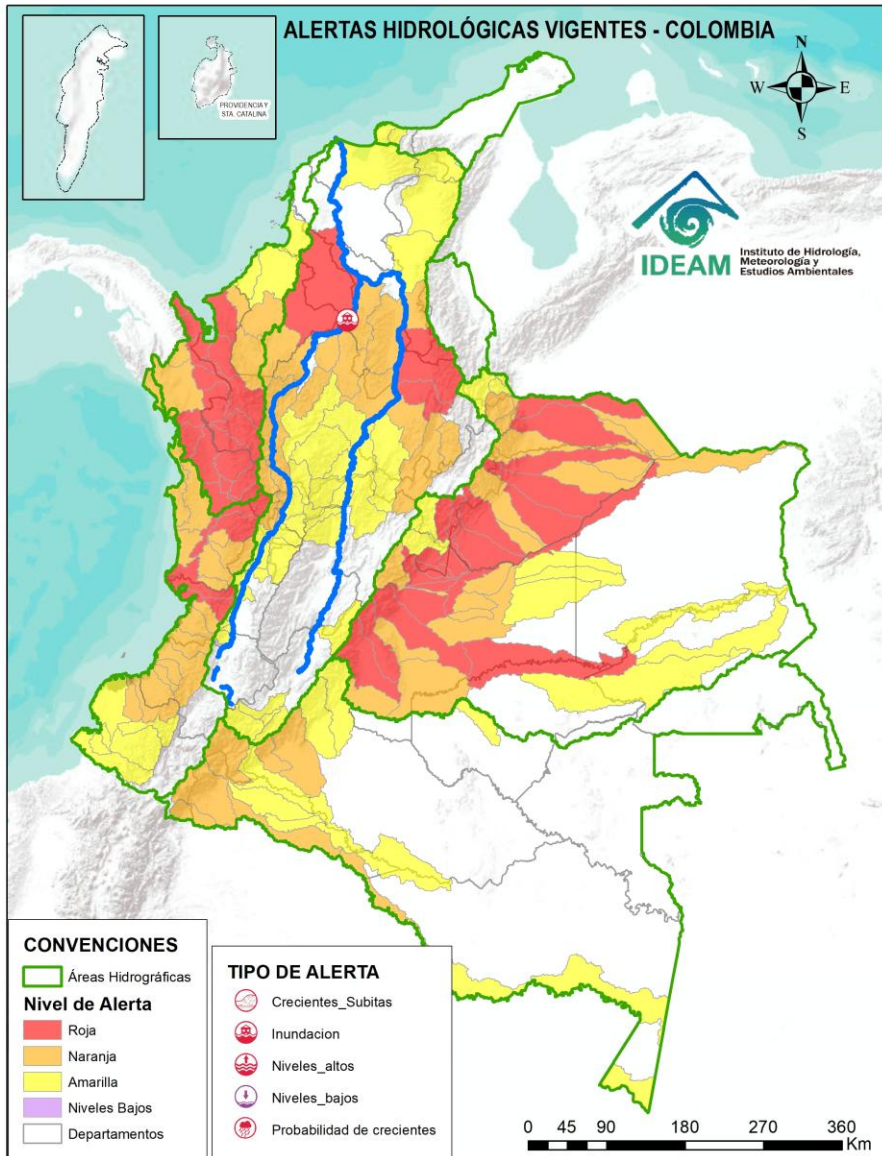 ALERTAS HIDROLÓGICAS VIGENTES - COLOMBIA
PROVIDENCIA Y
STA. CATALINA
N
W
E
S
IDEAM
Instituto de Hidrología,
Meteorología y
Estudios Ambientales
CONVENCIONES
Áreas Hidrográficas
Nivel de Alerta
Roja
Naranja
Amarilla
Niveles Bajos
Departamentos
TIPO DE ALERTA
Crecientes_Subitas
Inundacion
Niveles_altos
Niveles_bajos
Probabilidad de crecientes
0 45 90 180 270 360
Km